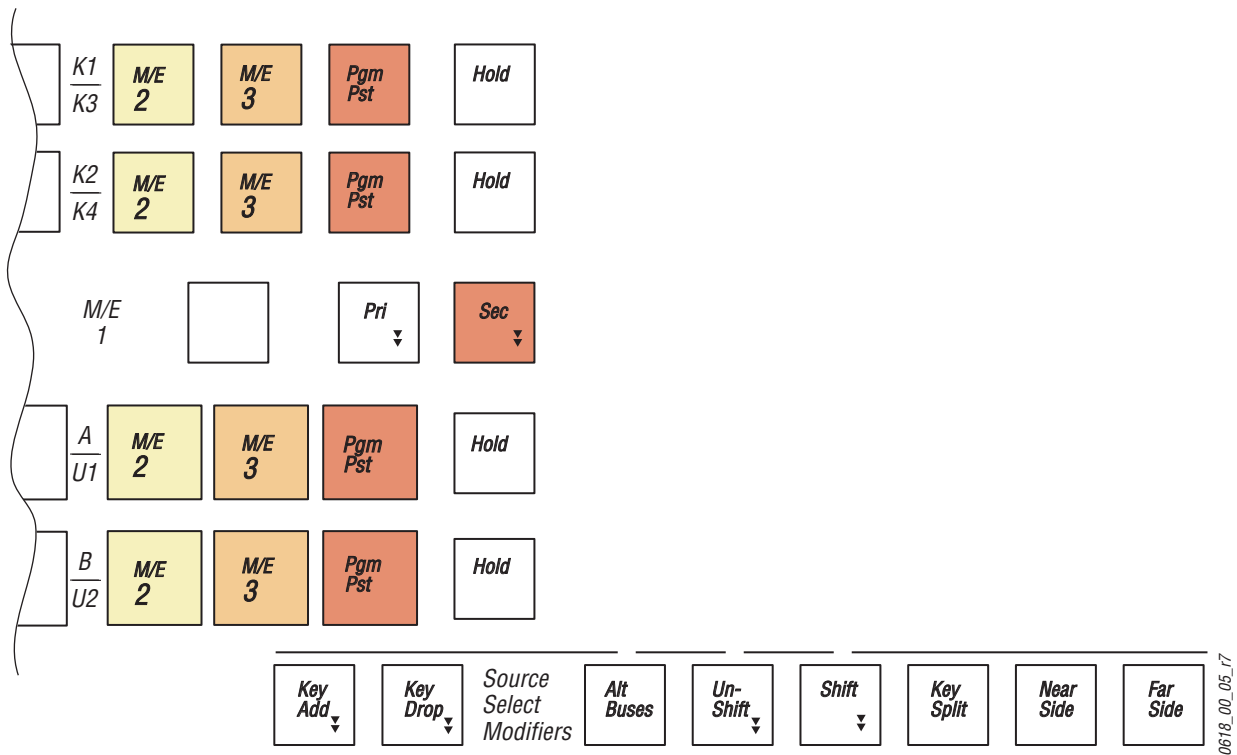 K1
K3
M/E
2
M/E
3
Pgm
Pst
Hold
K2
K4
M/E
2
M/E
3
Pgm
Pst
Hold
M/E
1
Pri
Sec
A
U1
M/E
2
M/E
3
Pgm
Pst
Hold
B
U2
M/E
2
M/E
3
Pgm
Pst
Hold
Key
Add
Key
Drop
Source
Select
Modifiers
Alt
Buses
Un-
Shift
Shift
Key
Split
Near
Side
Far
Side
0618_00_05_r7